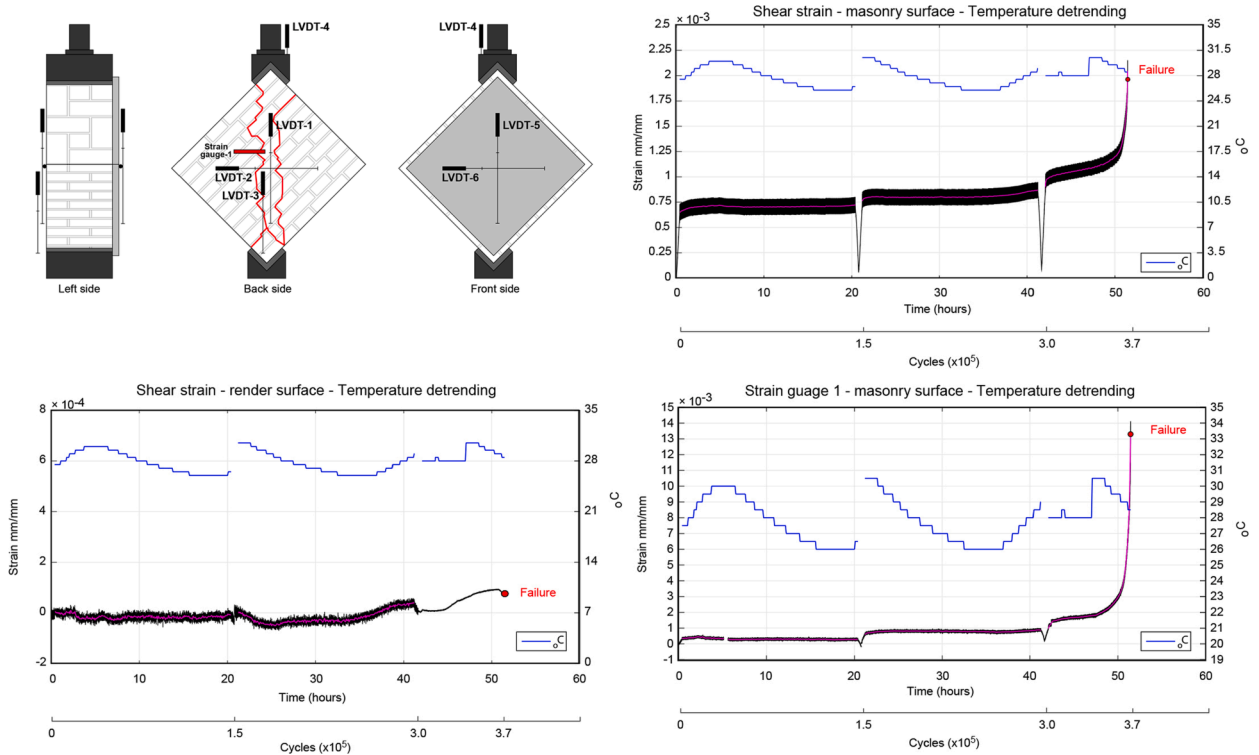 LVDT-4
LVDT-4
LVDT-1
Strain
gauge-1
LVDT-2
LVDT-3
LVDT-5
LVDT-6
Left side
Back side
Front side
Shear strain - masonry surface - Temperature detrending
× 10⁻³
Strain mm/mm
2.5
2.25
2
1.75
1.5
1.25
1
0.75
0.5
0.25
0
35
31.5
28
26.5
21
17.5
14
10.5
7
3.5
0
oC
Failure
oC
0 10 20 30 40 50 60
Time (hours)
0 1.5 3.0 3.7
Cycles (x10⁵)
Shear strain - render surface - Temperature detrending
× 10⁻⁴
Strain mm/mm
8
6
4
2
0
-2
35
28
21
14
7
0
oC
Failure
oC
0 10 20 30 40 50 60
Time (hours)
0 1.5 3.0 3.7
Cycles (x10⁵)
Strain guage 1 - masonry surface - Temperature detrending
× 10⁻³
Strain mm/mm
15
14
13
12
11
10
9
8
7
6
5
4
3
2
1
0
-1
35
34
33
32
31
30
29
28
27
26
25
24
23
22
21
20
19
oC
Failure
oC
0 10 20 30 40 50 60
Time (hours)
0 1.5 3.0 3.7
Cycles (x10⁵)